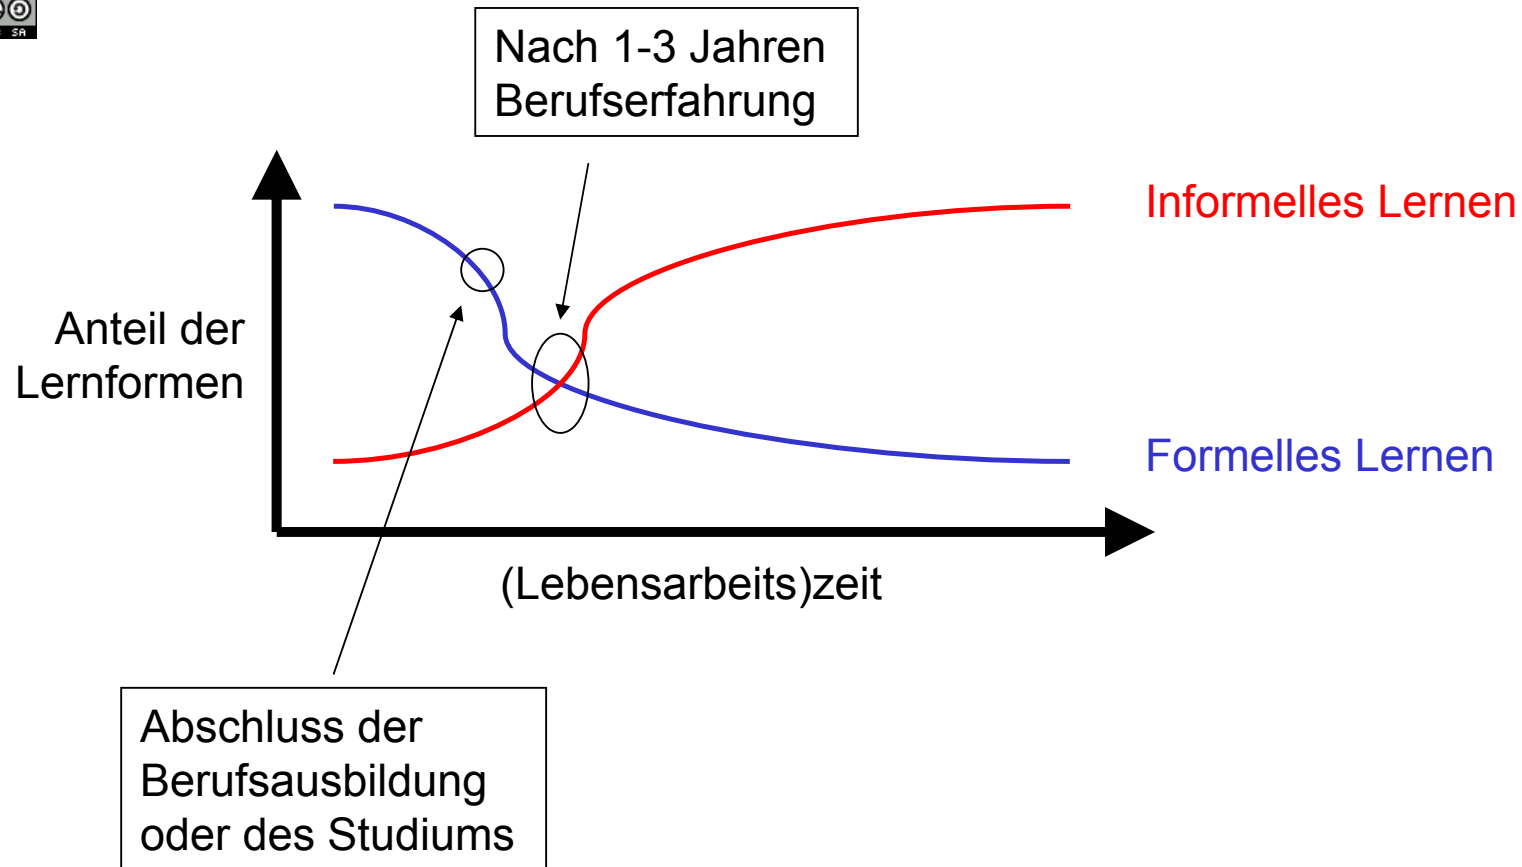 SA
Nach 1-3 Jahren
Berufserfahrung
Informelles Lernen
Anteil der
Lernformen
Formelles Lernen
(Lebensarbeits)zeit
Abschluss der
Berufsausbildung
oder des Studiums